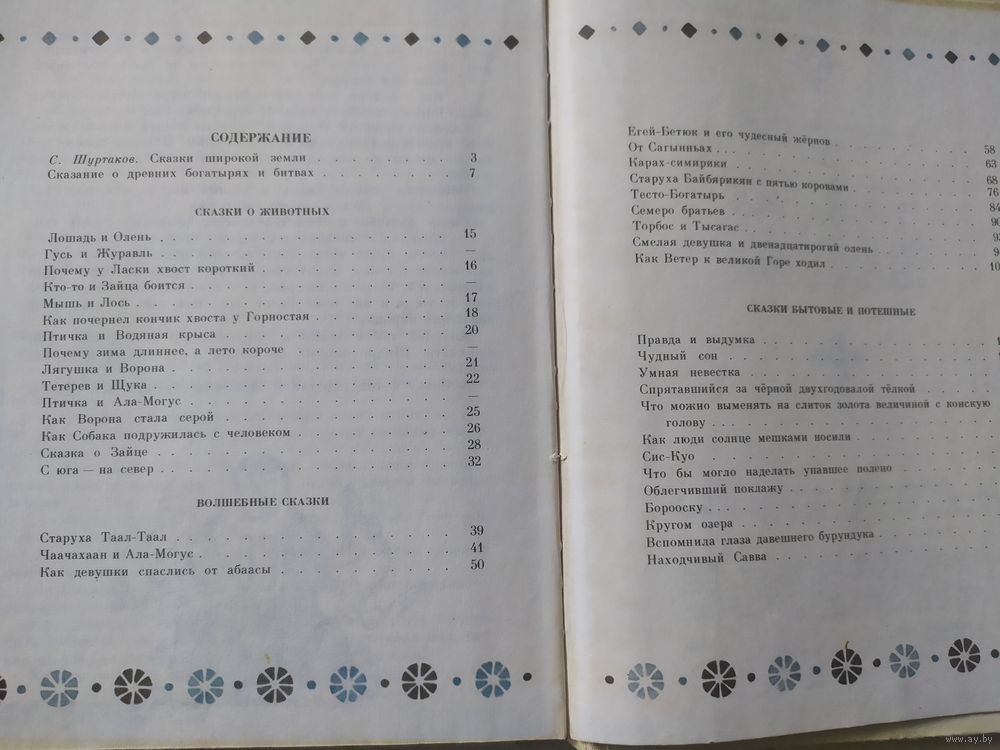 СОДЕРЖАНИЕ
С. Шуртаков. Сказки широкой земли . . . . . . . . 3
Сказание о древних богатырях и битвах . . . . . . . . 7
СКАЗКИ О ЖИВОТНЫХ
Лошадь и Олень . . . . . . . . 15
Гусь и Журавль . . . . . . . . —
Почему у Ласки хвост короткий . . . . . . . . 16
Кто-то и Зайца боится . . . . . . . . —
Мышь и Лось . . . . . . . . 17
Как почернел кончик хвоста у Горностая . . . . . . . . 18
Птичка и Водяная крыса . . . . . . . . 20
Почему зима длиннее, а лето короче . . . . . . . . —
Лягушка и Ворона . . . . . . . . 21
Тетерев и Щука . . . . . . . . 22
Птичка и Ала-Могус . . . . . . . . —
Как Ворона стала серой . . . . . . . . 25
Как Собака подружилась с человеком . . . . . . . . 26
Сказка о Зайце . . . . . . . . 28
С юга — на север . . . . . . . . 32
ВОЛШЕБНЫЕ СКАЗКИ
Старуха Таал-Таал . . . . . . . . 39
Чаачахаан и Ала-Могус . . . . . . . . 41
Как девушки спаслись от абаасы . . . . . . . . 50
Егей-Бетюк и его чудесный жёрнов . . . . . . . . 58
От Сагынньах . . . . . . . . 63
Карах-симирики . . . . . . . . 68
Старуха Байбярикян с пятью коровами . . . . . . . . 76
Тесто-Богатырь . . . . . . . . 84
Семеро братьев . . . . . . . .
Торбос и Тысагас . . . . . . . .
Смелая девушка и двенадцатирогий олень . . . . . . . .
Как Ветер к великой Горе ходил . . . . . . . .
СКАЗКИ БЫТОВЫЕ И ПОТЕШНЫЕ
Правда и выдумка . . . . . . . .
Чудный сон . . . . . . . .
Умная невестка . . . . . . . .
Спрятавшийся за чёрной двухгодовалой тёлкой . . . . . . . .
Что можно выменять на слиток золота величиной с конскую
голову . . . . . . . .
Как люди солнце мешками носили . . . . . . . .
Сис-Куо . . . . . . . .
Что бы могло наделать упавшее полено . . . . . . . .
Облегчивший поклажу . . . . . . . .
Борооску . . . . . . . .
Кругом озера . . . . . . . .
Вспомнила глаза давешнего бурундука . . . . . . . .
Находчивый Савва . . . . . . . .
www.ay.by